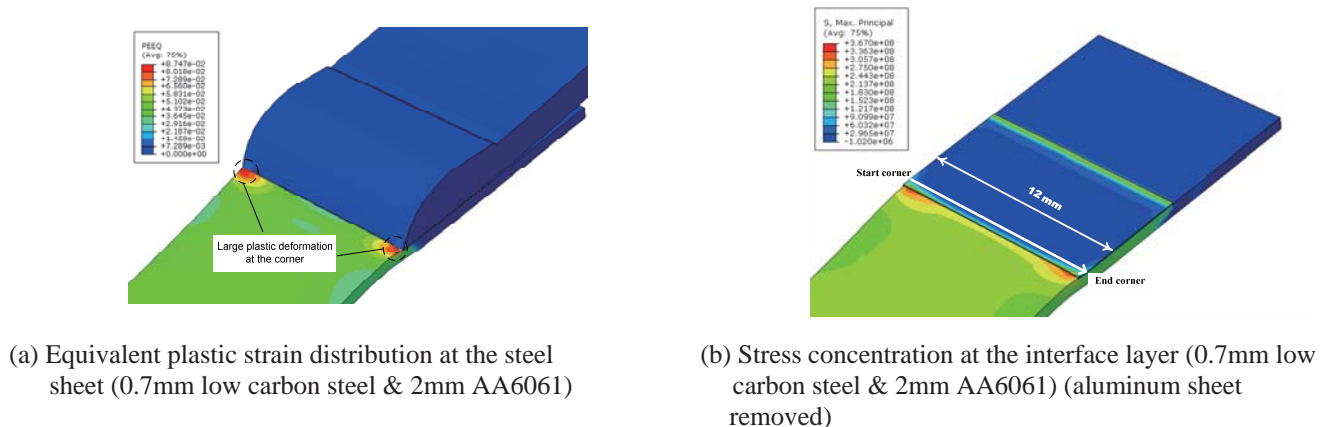 PEEQ
(Avg: 75%)
+8.747e-02
+8.018e-02
+7.289e-02
+6.560e-02
+5.831e-02
+5.102e-02
+4.373e-02
+3.645e-02
+2.916e-02
+2.187e-02
+1.458e-02
+7.289e-03
+0.000e+00
Large plastic deformation
at the corner
S, Max. Principal
(Avg: 75%)
+3.670e+08
+3.363e+08
+3.057e+08
+2.750e+08
+2.443e+08
+2.137e+08
+1.830e+08
+1.523e+08
+1.217e+08
+9.099e+07
+6.032e+07
+2.965e+07
-1.020e+06
Start corner
12 mm
End corner
(a) Equivalent plastic strain distribution at the steel
sheet (0.7mm low carbon steel & 2mm AA6061)
(b) Stress concentration at the interface layer (0.7mm low
carbon steel & 2mm AA6061) (aluminum sheet
removed)